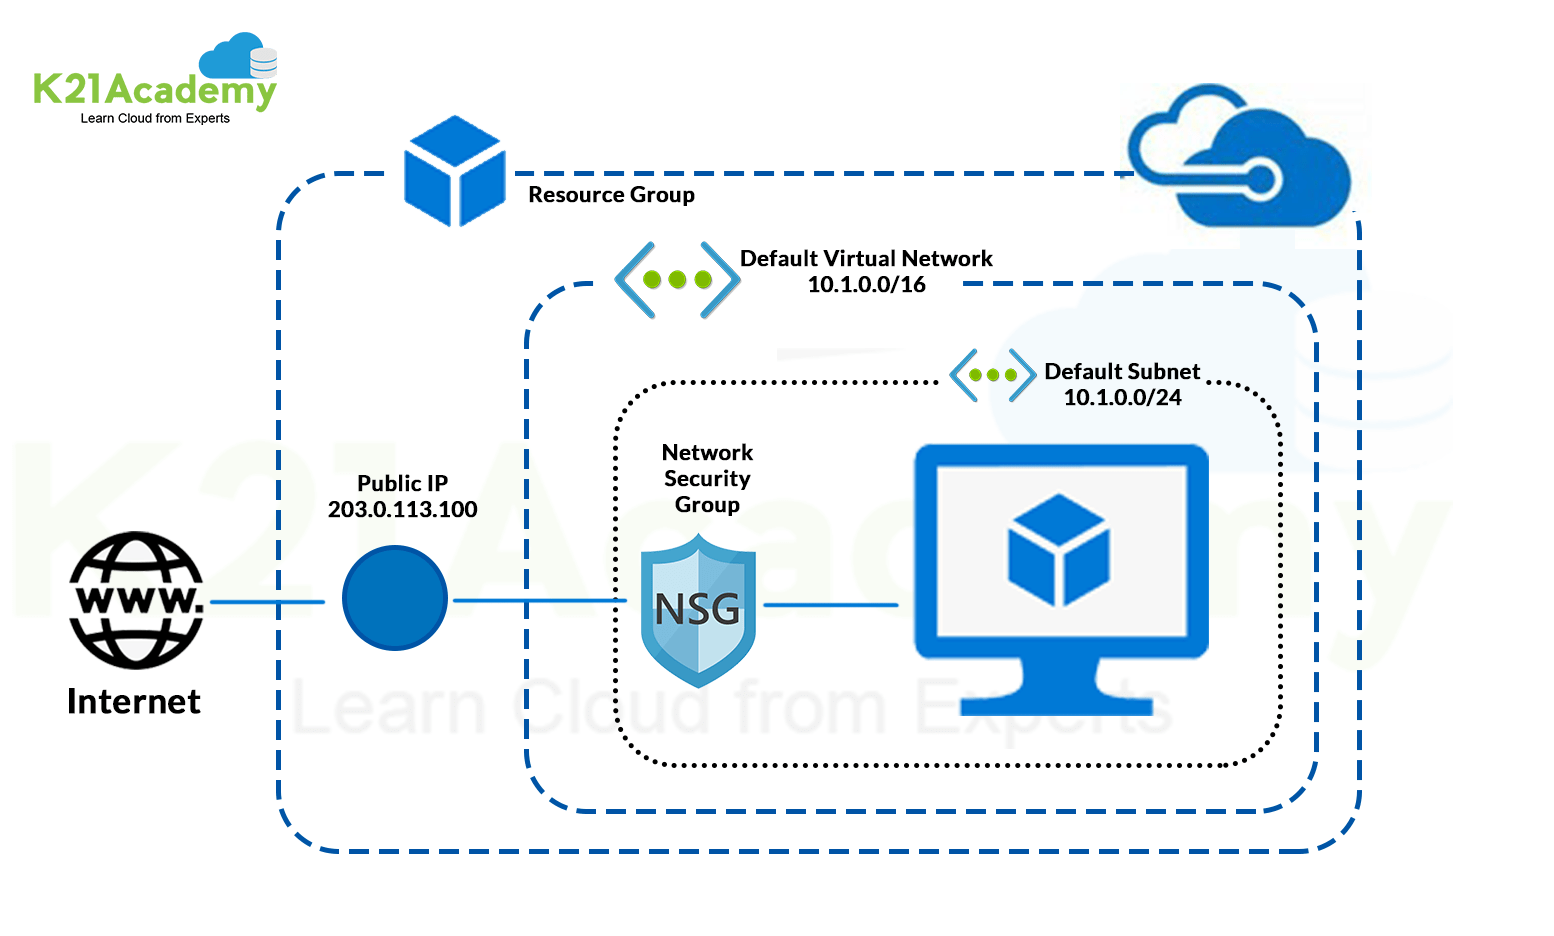 K21Academy
Learn Cloud from Experts
Resource Group
Default Virtual Network
10.1.0.0/16
Default Subnet
10.1.0.0/24
Network
Security
Group
Public IP
203.0.113.100
NSG
www.
Internet
K21Academy
Learn Cloud from Experts